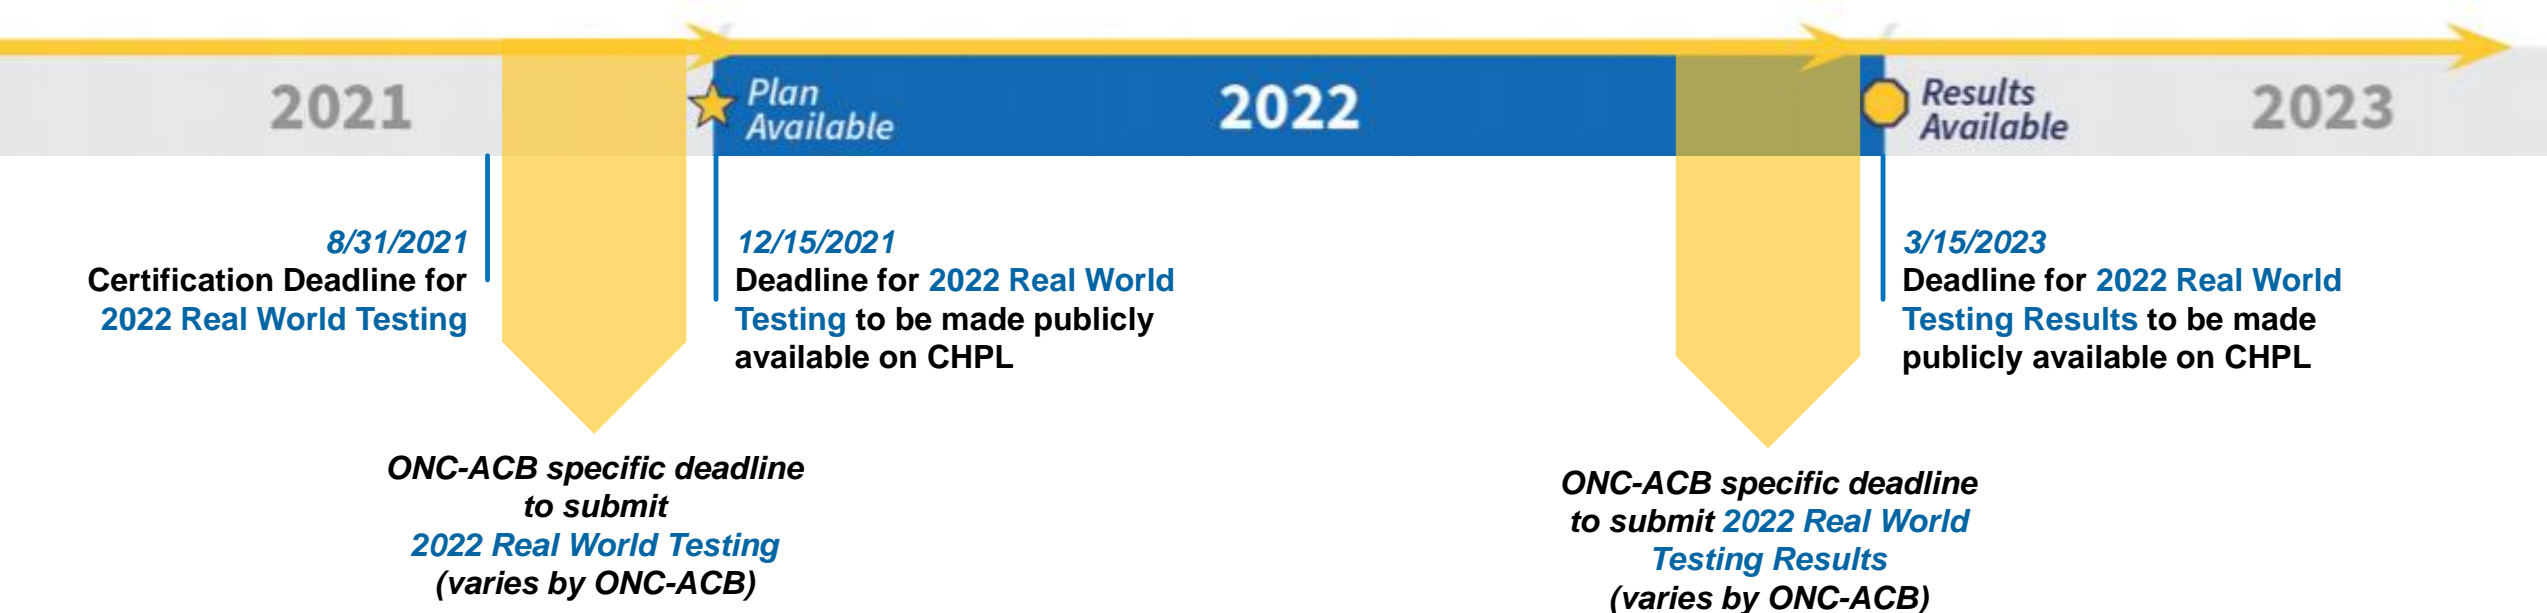 2021
Plan
Available
2022
Results
Available
2023
8/31/2021
Certification Deadline for
2022 Real World Testing
12/15/2021
Deadline for 2022 Real World
Testing to be made publicly
available on CHPL
3/15/2023
Deadline for 2022 Real World
Testing Results to be made
publicly available on CHPL
ONC-ACB specific deadline
to submit
2022 Real World Testing
(varies by ONC-ACB)
ONC-ACB specific deadline
to submit 2022 Real World
Testing Results
(varies by ONC-ACB)